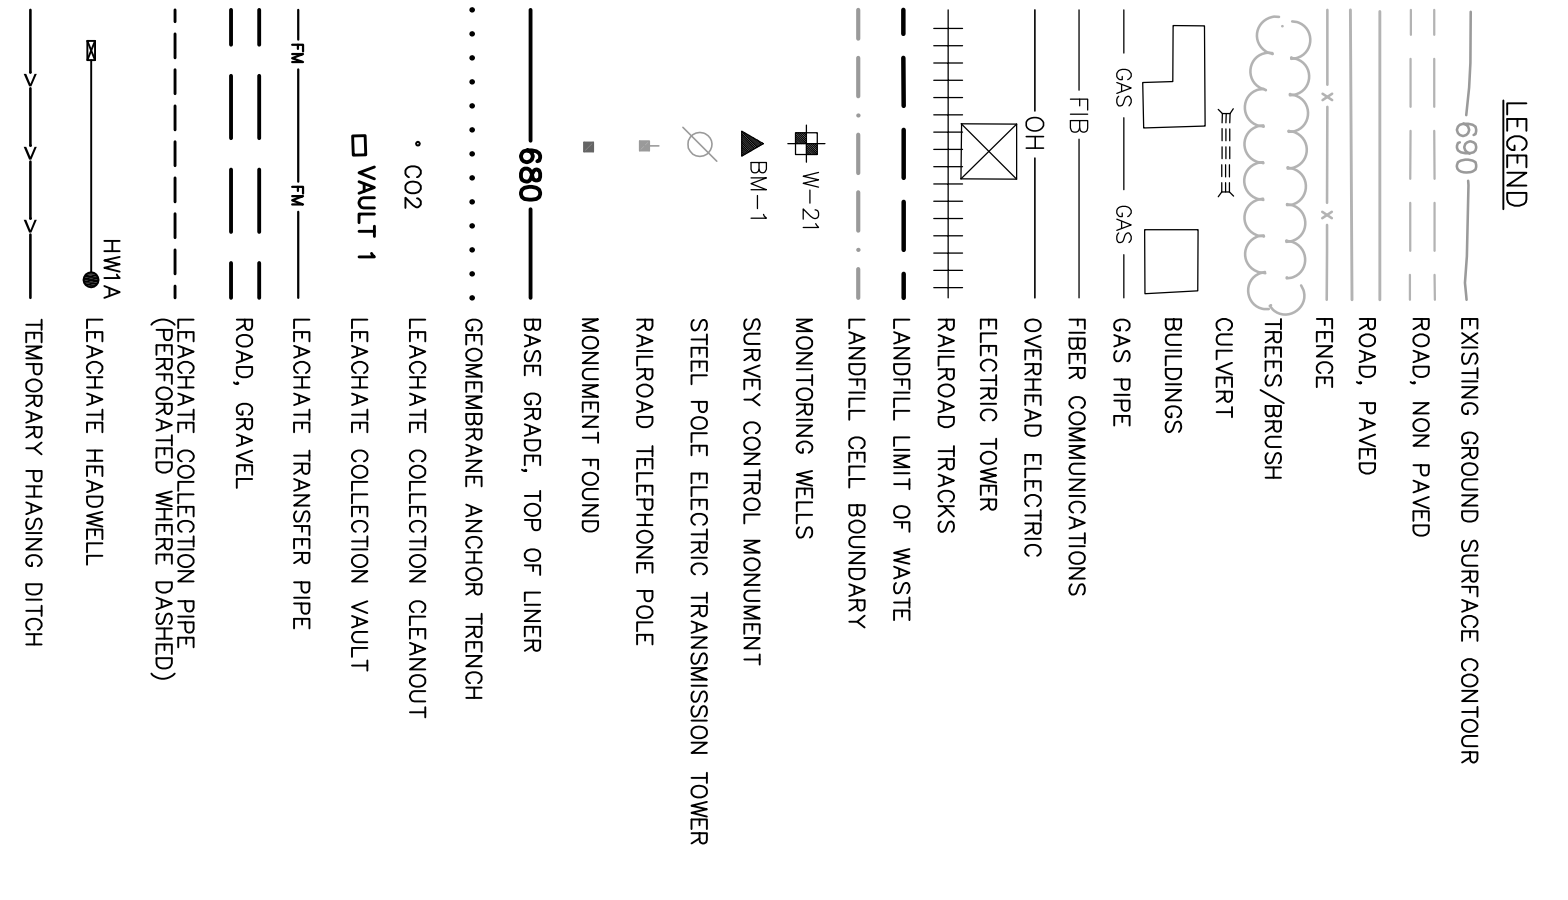 LEGEND
690 EXISTING GROUND SURFACE CONTOUR
ROAD, NON PAVED
ROAD, PAVED
X X FENCE
TREES/BRUSH
CULVERT
BUILDINGS
GAS GAS GAS PIPE
FIB FIBER COMMUNICATIONS
OH OVERHEAD ELECTRIC
ELECTRIC TOWER
RAILROAD TRACKS
LANDFILL LIMIT OF WASTE
LANDFILL CELL BOUNDARY
W-21 MONITORING WELLS
BM-1 SURVEY CONTROL MONUMENT
STEEL POLE ELECTRIC TRANSMISSION TOWER
RAILROAD TELEPHONE POLE
MONUMENT FOUND
680 BASE GRADE, TOP OF LINER
GEOMEMBRANE ANCHOR TRENCH
CO2 LEACHATE COLLECTION CLEANOUT
VAULT 1 LEACHATE COLLECTION VAULT
FM FM LEACHATE TRANSFER PIPE
ROAD, GRAVEL
LEACHATE COLLECTION PIPE
(PERFORATED WHERE DASHED)
HW1A LEACHATE HEADWELL
TEMPORARY PHASING DITCH